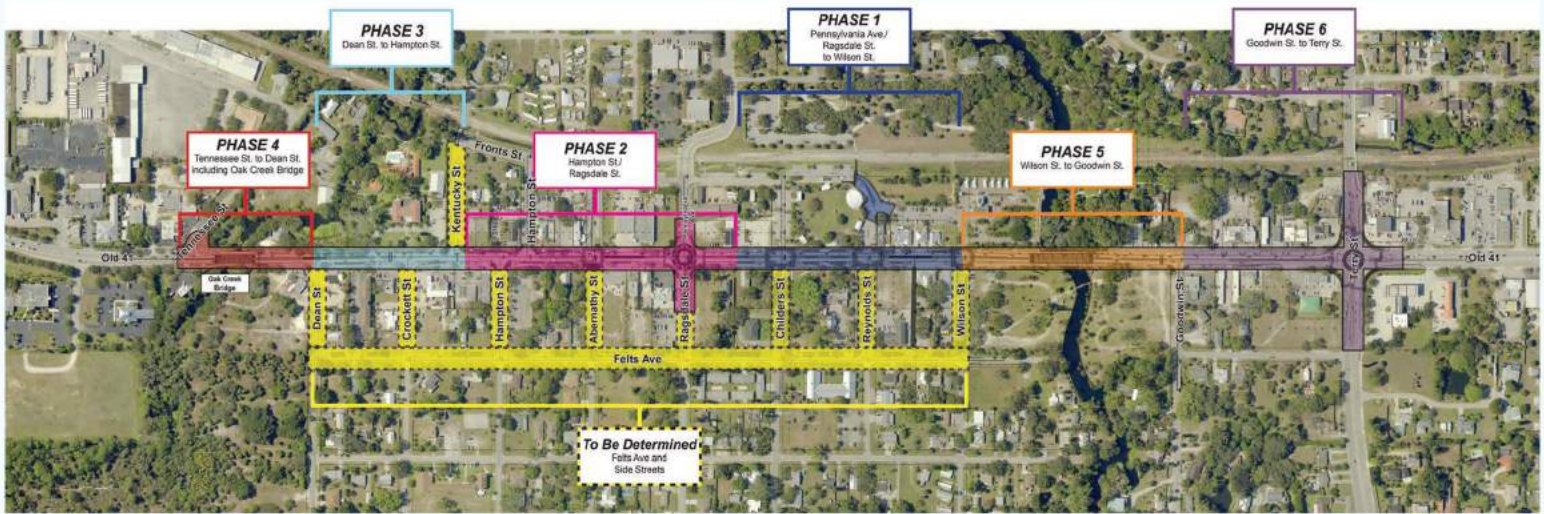 PHASE 3
Dean St. to Hampton St.
PHASE 1
Pennsylvania Ave./
Ragsdale St.
to Wilson St.
PHASE 6
Goodwin St. to Terry St.
PHASE 4
Tennessee St. to Dean St.
including Oak Creek Bridge
PHASE 2
Hampton St./
Ragsdale St.
PHASE 5
Wilson St. to Goodwin St.
Fronts St
Kentucky St
Hampton St
Tennessee St
Old 41
Oak Creek
Bridge
Terry St
Old 41
Dean St
Crockett St
Hampton St
Abernathy St
Ragsdale St
Childers St
Reynolds St
Wilson St
Goodwin St
Felts Ave
To Be Determined
Felts Ave and
Side Streets